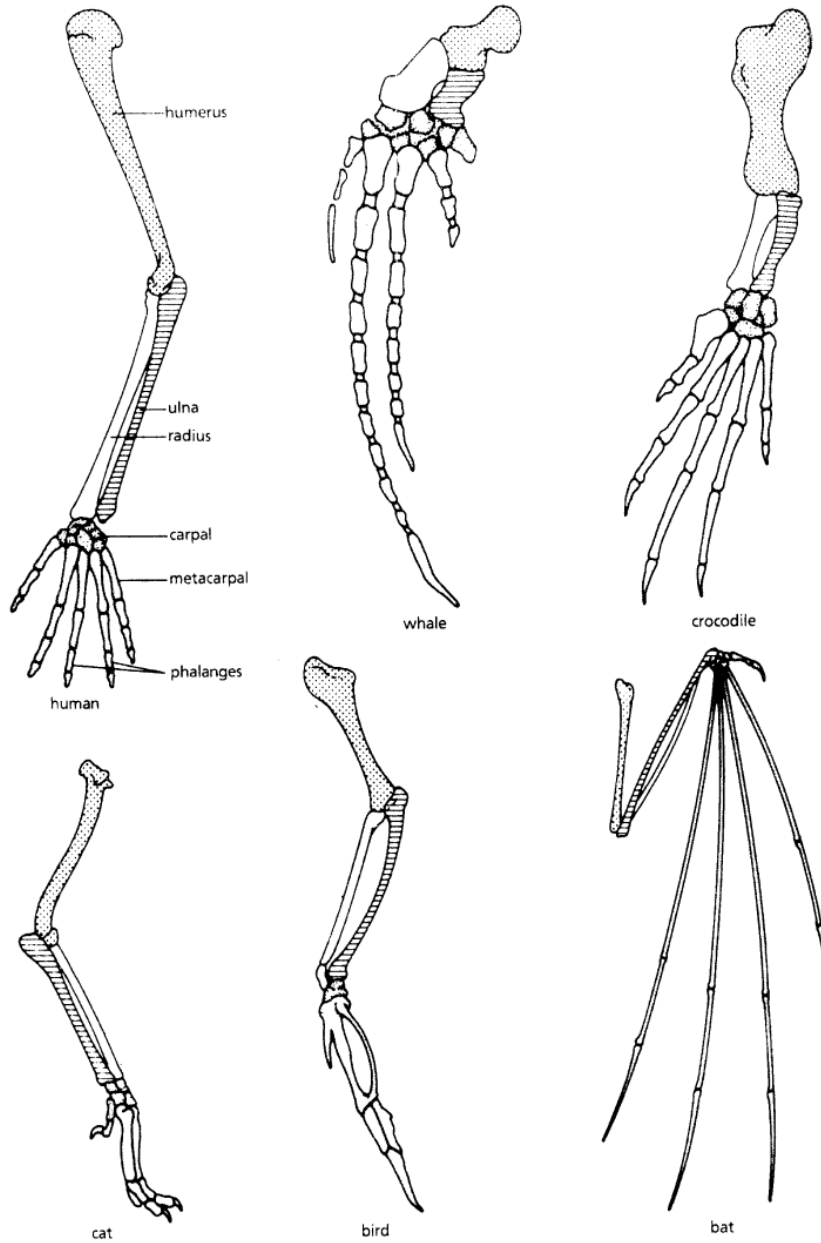 humerus
ulna
radius
carpal
metacarpal
phalanges
human
whale
crocodile
cat
bird
bat